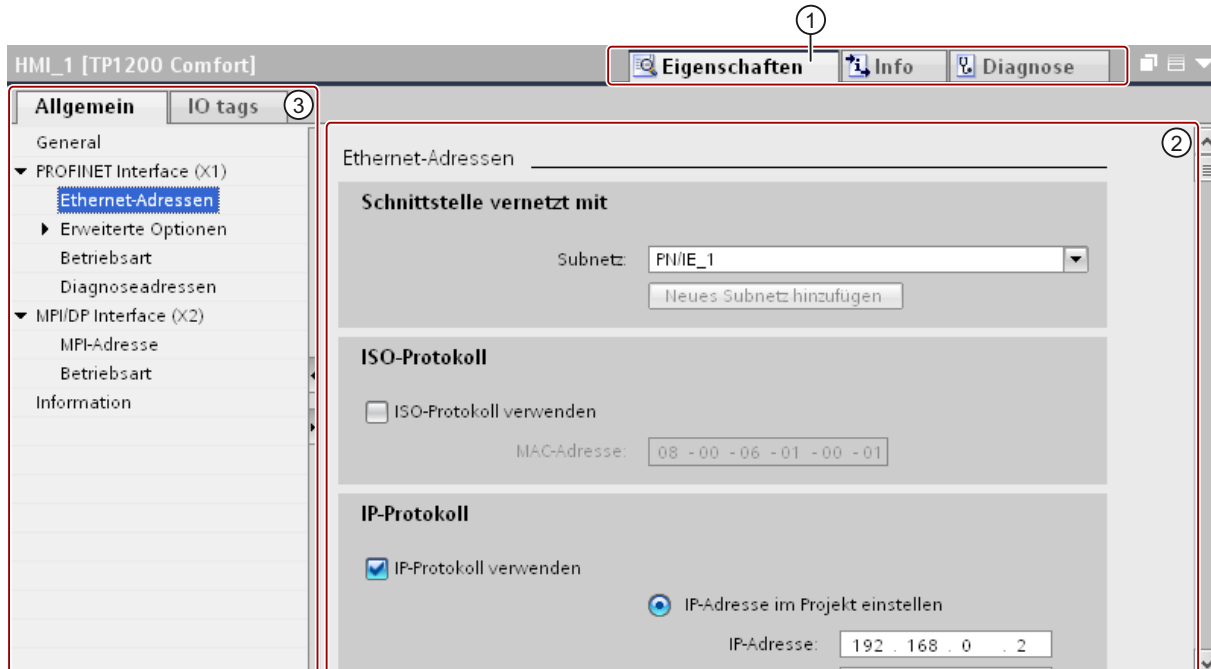 1
HMI_1 [TP1200 Comfort]
Eigenschaften
Info
Diagnose
Allgemein
IO tags
3
General
PROFINET Interface (X1)
Ethernet-Adressen
Erweiterte Optionen
Betriebsart
Diagnoseadressen
MPI/DP Interface (X2)
MPI-Adresse
Betriebsart
Information
2
Ethernet-Adressen
Schnittstelle vernetzt mit
Subnetz: PN/IE_1
Neues Subnetz hinzufügen
ISO-Protokoll
ISO-Protokoll verwenden
MAC-Adresse: 08 -00 -06 -01 -00 -01
IP-Protokoll
IP-Protokoll verwenden
IP-Adresse im Projekt einstellen
IP-Adresse: 192 . 168 . 0 . 2